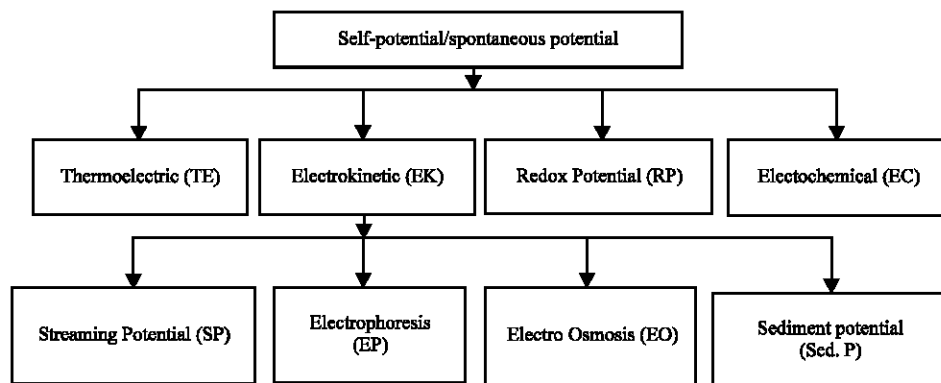 Self-potential/spontaneous potential
Thermoelectric (TE)
Electrokinetic (EK)
Redox Potential (RP)
Electochemical (EC)
Streaming Potential (SP)
Electrophoresis
(EP)
Electro Osmosis (EO)
Sediment potential
(Sed. P)